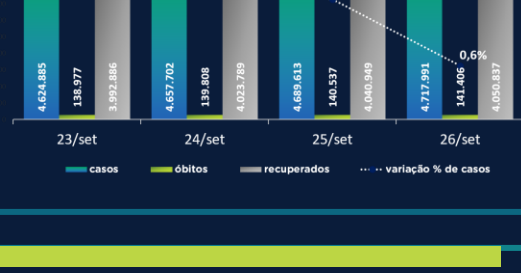 0,6%
4.624.885 138.977 3.992.886 4.657.702 139.808 4.023.789 4.689.613 140.537 4.040.949 4.717.991 141.406 4.050.837
23/set 24/set 25/set 26/set
casos óbitos recuperados variação % de casos